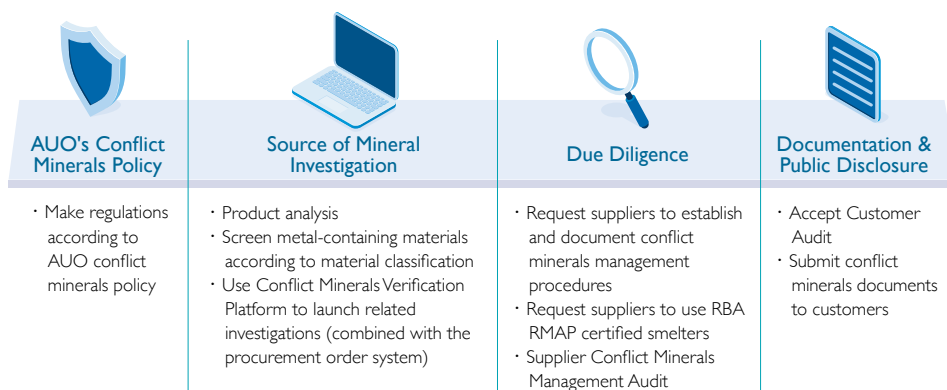 AUO's Conflict
Minerals Policy
· Make regulations
according to
AUO conflict
minerals policy
Source of Mineral
Investigation
· Product analysis
· Screen metal-containing materials
according to material classification
· Use Conflict Minerals Verification
Platform to launch related
investigations (combined with the
procurement order system)
Due Diligence
· Request suppliers to establish
and document conflict
minerals management
procedures
· Request suppliers to use RBA
RMAP certified smelters
· Supplier Conflict Minerals
Management Audit
Documentation &
Public Disclosure
· Accept Customer
Audit
· Submit conflict
minerals documents
to customers